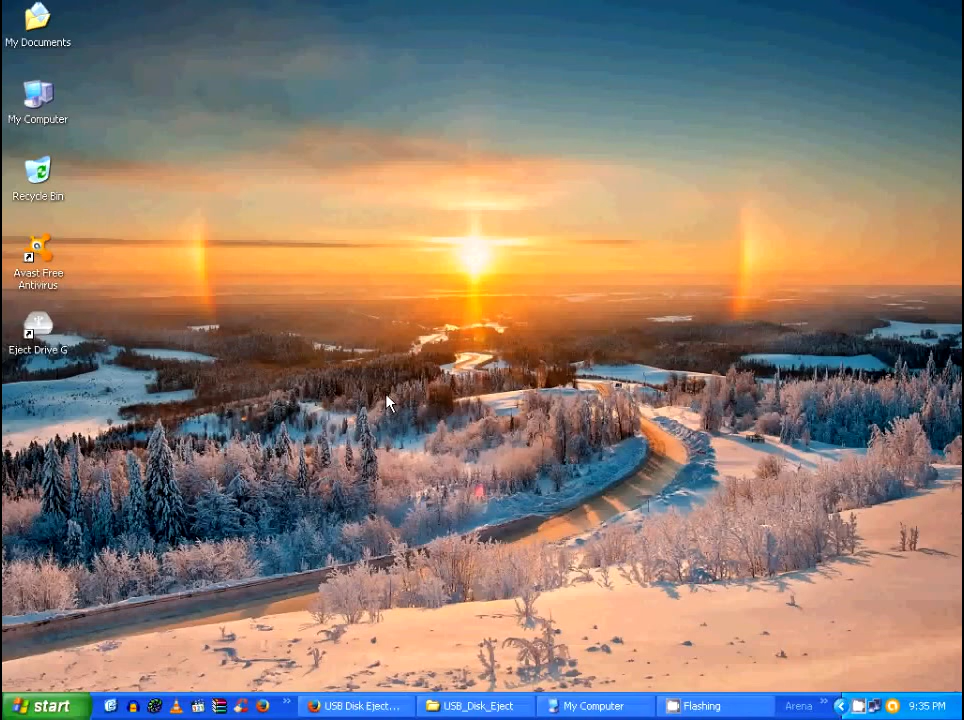 My Documents
My Computer
Recycle Bin
Avast Free
Antivirus
Eject Drive G
start
USB Disk Eject...
USB_Disk_Eject
My Computer
Flashing
Arena
9:35 PM